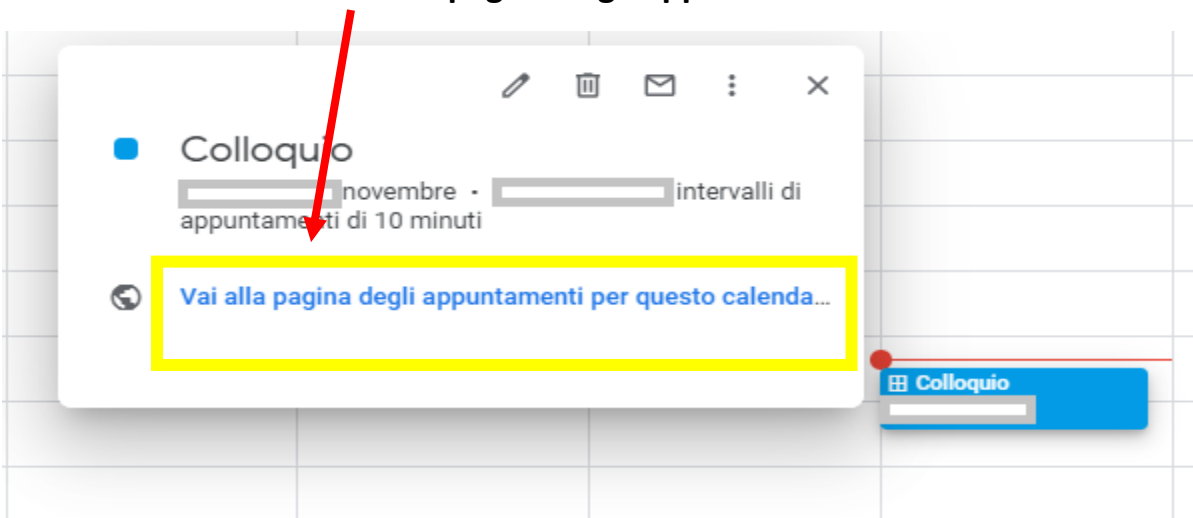 Colloquio
novembre • intervalli di
appuntamenti di 10 minuti
Vai alla pagina degli appuntamenti per questo calenda...
Colloquio